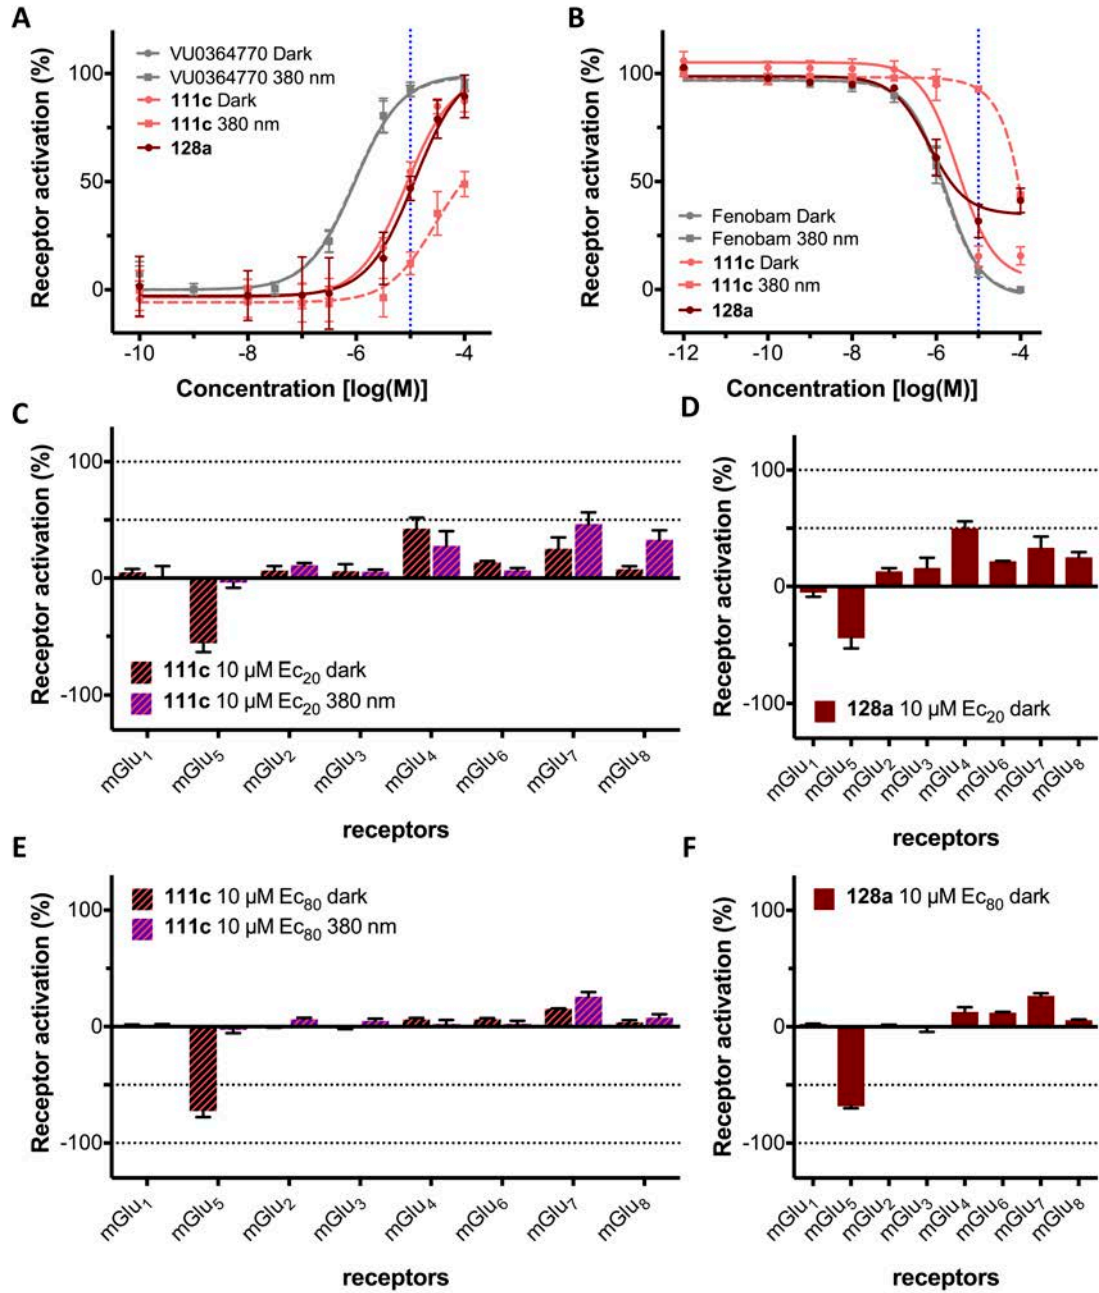 A
Receptor activation (%)
100
50
0
VU0364770 Dark
VU0364770 380 nm
111c Dark
111c 380 nm
128a
-10
-8
-6
-4
Concentration [log(M)]
B
Receptor activation (%)
100
50
0
Fenobam Dark
Fenobam 380 nm
111c Dark
111c 380 nm
128a
-12
-10
-8
-6
-4
Concentration [log(M)]
C
Receptor activation (%)
100
0
-100
111c 10 µM Ec20 dark
111c 10 µM Ec20 380 nm
mGlu1
mGlu5
mGlu2
mGlu3
mGlu4
mGlu6
mGlu7
mGlu8
receptors
D
Receptor activation (%)
100
0
-100
128a 10 µM Ec20 dark
mGlu1
mGlu5
mGlu2
mGlu3
mGlu4
mGlu6
mGlu7
mGlu8
receptors
E
Receptor activation (%)
100
0
-100
111c 10 µM Ec80 dark
111c 10 µM Ec80 380 nm
mGlu1
mGlu5
mGlu2
mGlu3
mGlu4
mGlu6
mGlu7
mGlu8
receptors
F
Receptor activation (%)
100
0
-100
128a 10 µM Ec80 dark
mGlu1
mGlu5
mGlu2
mGlu3
mGlu4
mGlu6
mGlu7
mGlu8
receptors